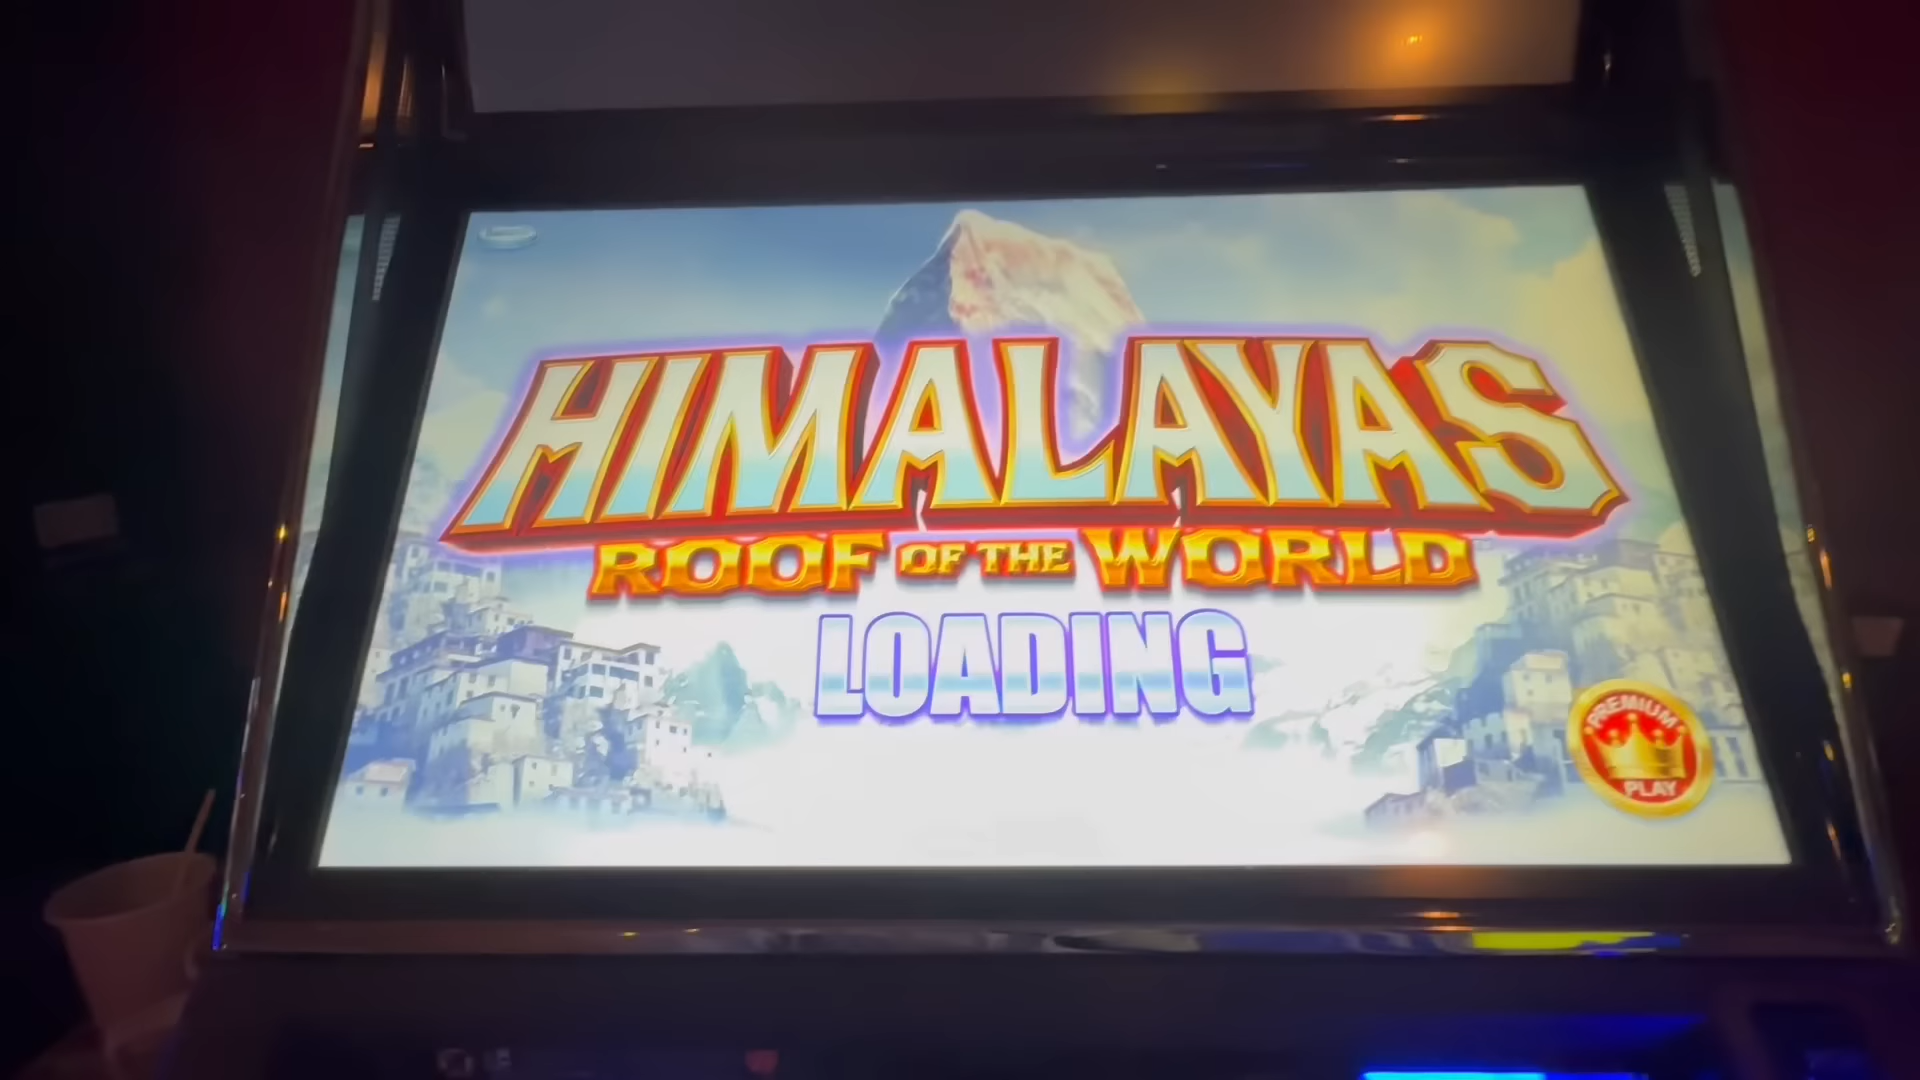 HIMALAYAS
ROOF OF THE WORLD
LOADING
PREMIUM
PLAY